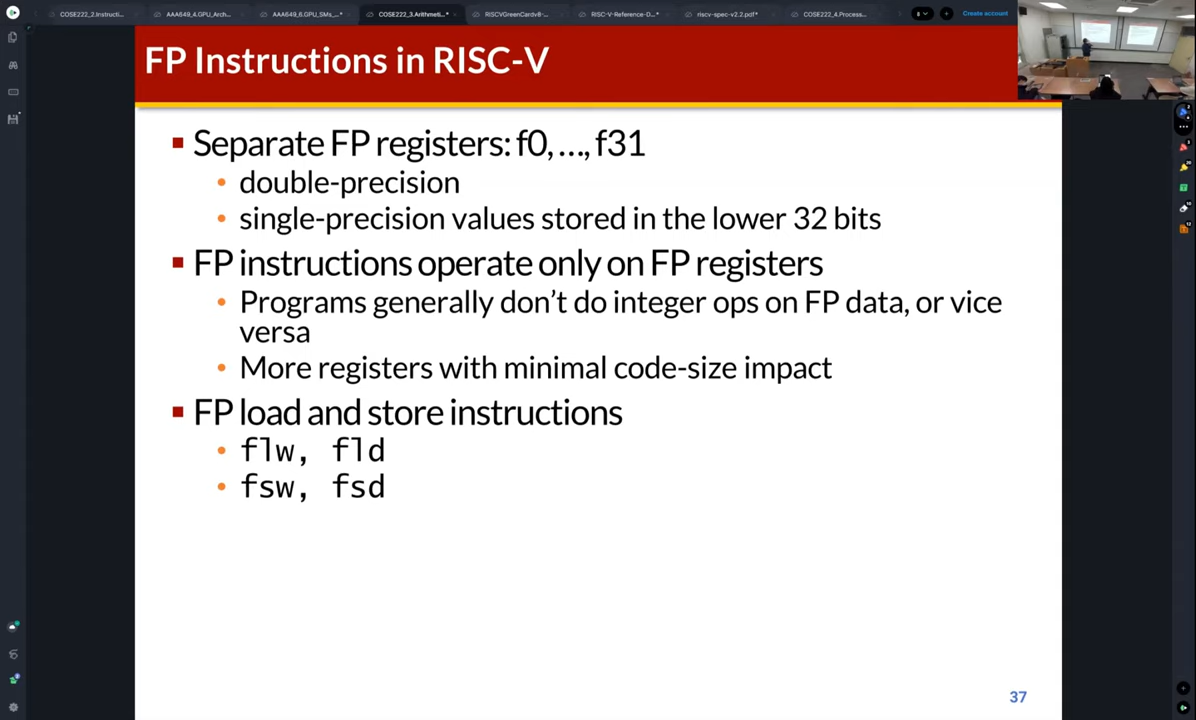 COSE222_2.Instructi...
AAA649_4.GPU_Arch...
AAA649_6.GPU_SMs_...*
COSE222_3.Arithmeti...*
RISCVGreenCardv8-...
RISC-V-Reference-D...*
riscv-spec-v2.2.pdf*
COSE222_4.Process...
8
Create account
FP Instructions in RISC-V
▪ Separate FP registers: f0, …, f31
• double-precision
• single-precision values stored in the lower 32 bits
▪ FP instructions operate only on FP registers
• Programs generally don’t do integer ops on FP data, or vice
versa
• More registers with minimal code-size impact
▪ FP load and store instructions
• flw, fld
• fsw, fsd
37